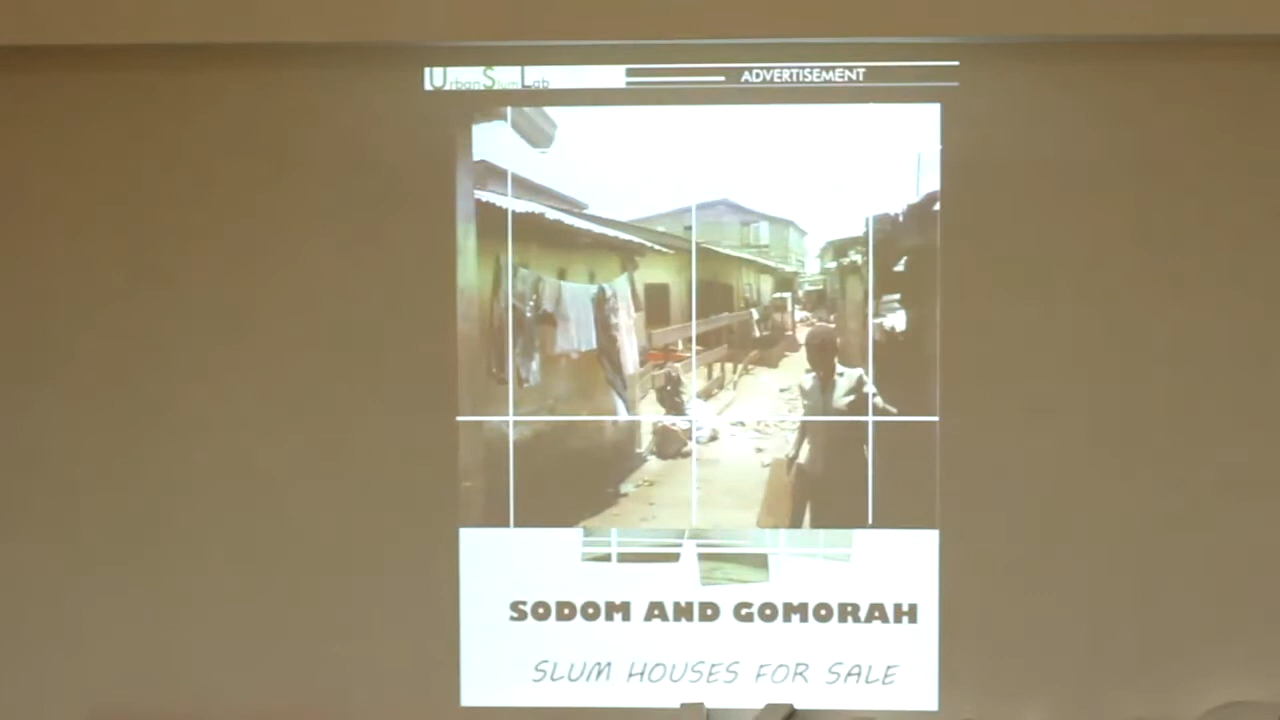 UrbanSlumLab
ADVERTISEMENT
SODOM AND GOMORAH
SLUM HOUSES FOR SALE